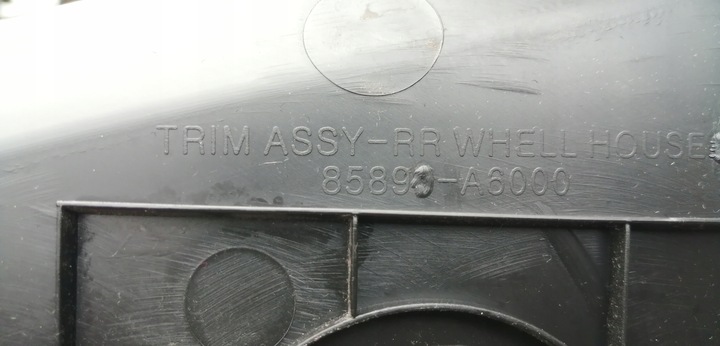 TRIM ASSY-RR WHELL HOUSE
-A6000